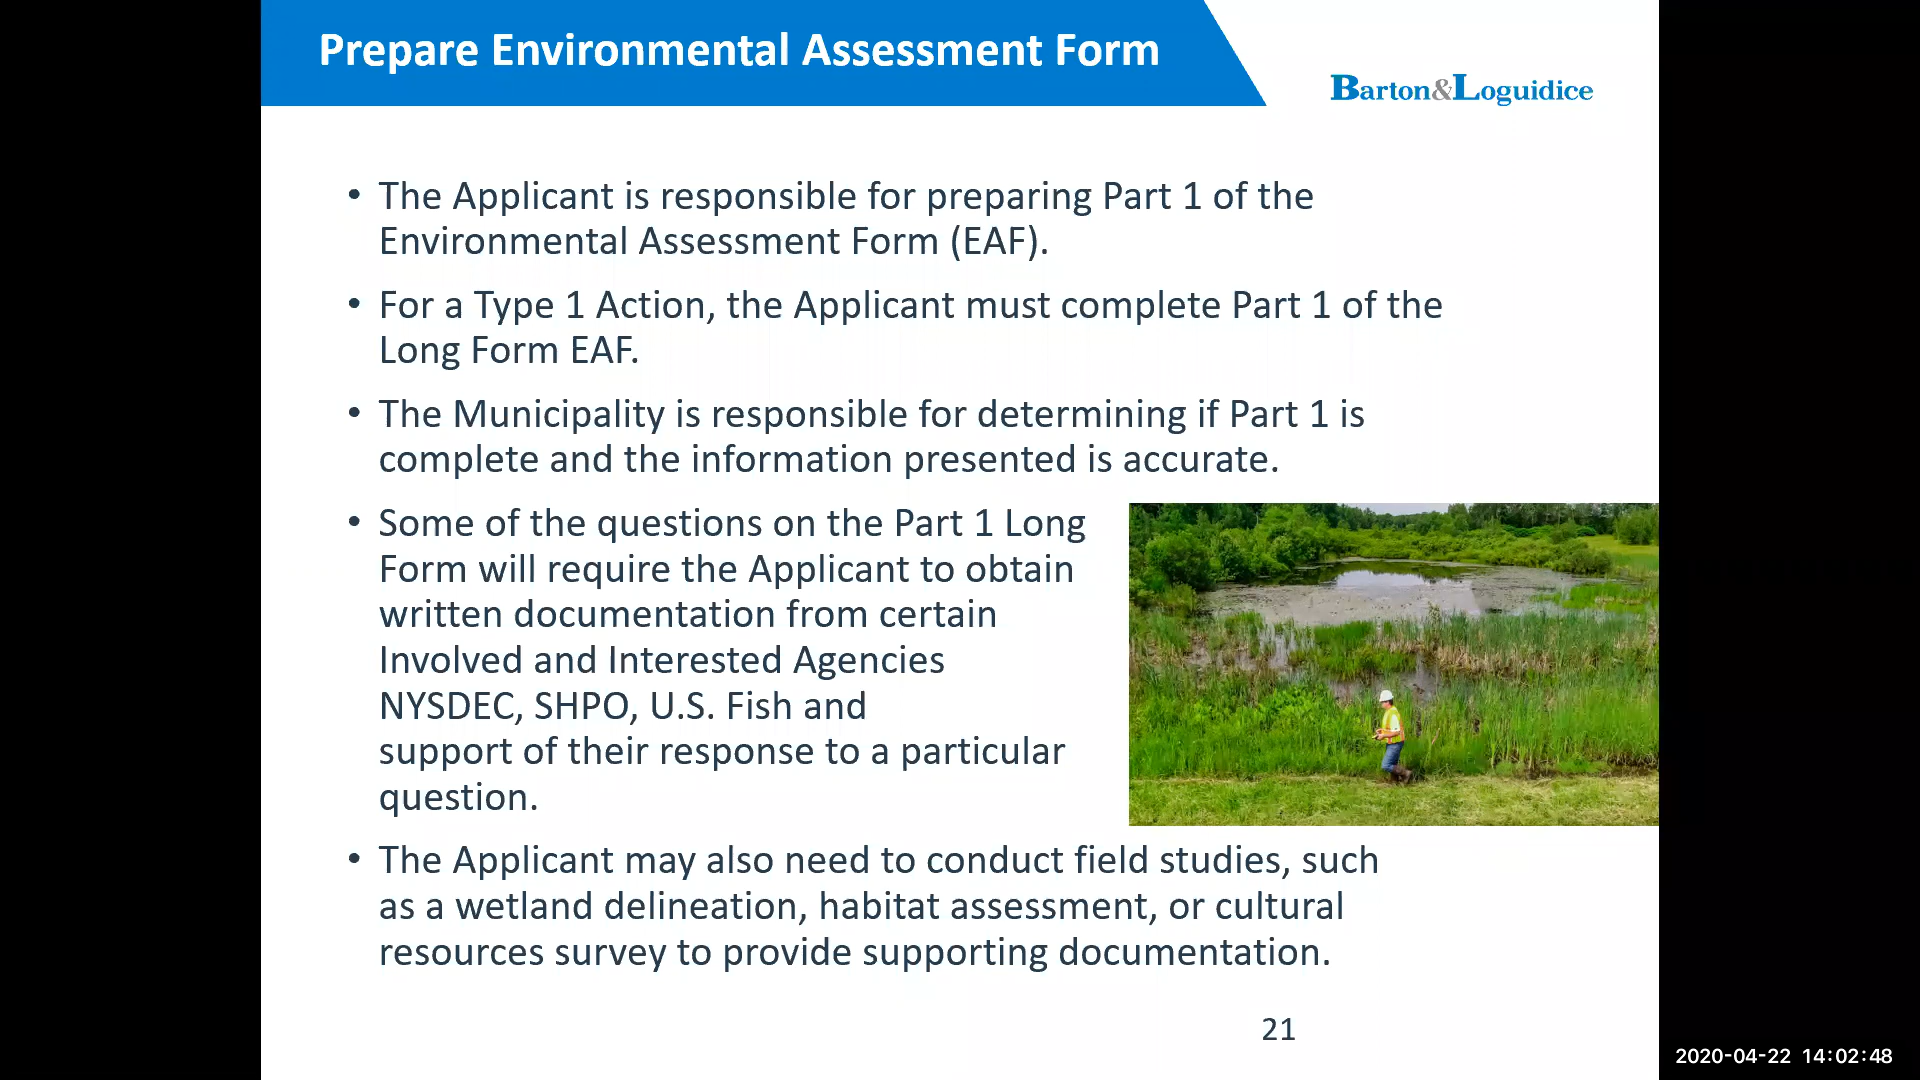 Prepare Environmental Assessment Form
Barton&Loguidice
• The Applicant is responsible for preparing Part 1 of the
Environmental Assessment Form (EAF).
• For a Type 1 Action, the Applicant must complete Part 1 of the
Long Form EAF.
• The Municipality is responsible for determining if Part 1 is
complete and the information presented is accurate.
• Some of the questions on the Part 1 Long
Form will require the Applicant to obtain
written documentation from certain
Involved and Interested Agencies
NYSDEC, SHPO, U.S. Fish and
support of their response to a particular
question.
• The Applicant may also need to conduct field studies, such
as a wetland delineation, habitat assessment, or cultural
resources survey to provide supporting documentation.
21
2020-04-22 14:02:48